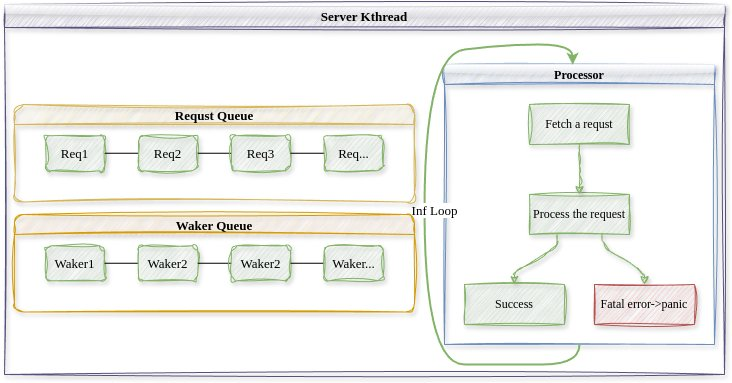 Server Kthread
Requst Queue
Req1
Req2
Req3
Req...
Waker Queue
Waker1
Waker2
Waker2
Waker...
Inf Loop
Processor
Fetch a requst
Process the request
Success
Fatal error->panic